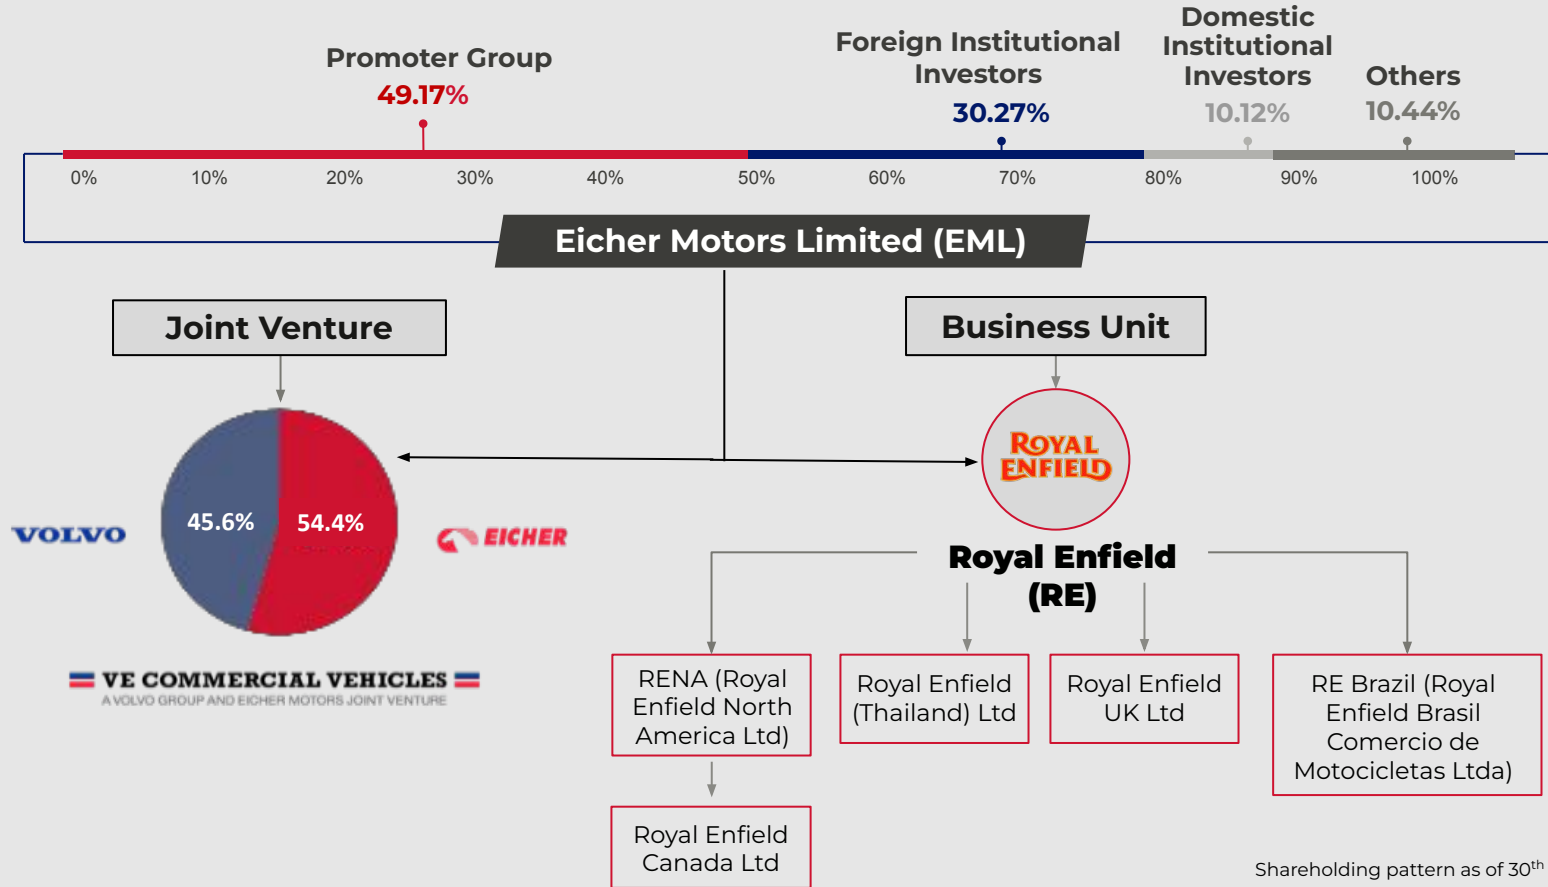 Promoter Group
49.17%
Foreign Institutional
Investors
30.27%
Domestic
Institutional
Investors
10.12%
Others
10.44%
0% 10% 20% 30% 40% 50% 60% 70% 80% 90% 100%
Eicher Motors Limited (EML)
Joint Venture
Business Unit
ROYAL
ENFIELD
VOLVO
45.6%
54.4%
EICHER
VE COMMERCIAL VEHICLES
A VOLVO GROUP AND EICHER MOTORS JOINT VENTURE
Royal Enfield
(RE)
RENA (Royal
Enfield North
America Ltd)
Royal Enfield
(Thailand) Ltd
Royal Enfield
UK Ltd
RE Brazil (Royal
Enfield Brasil
Comercio de
Motocicletas Ltda)
Royal Enfield
Canada Ltd
Shareholding pattern as of 30th